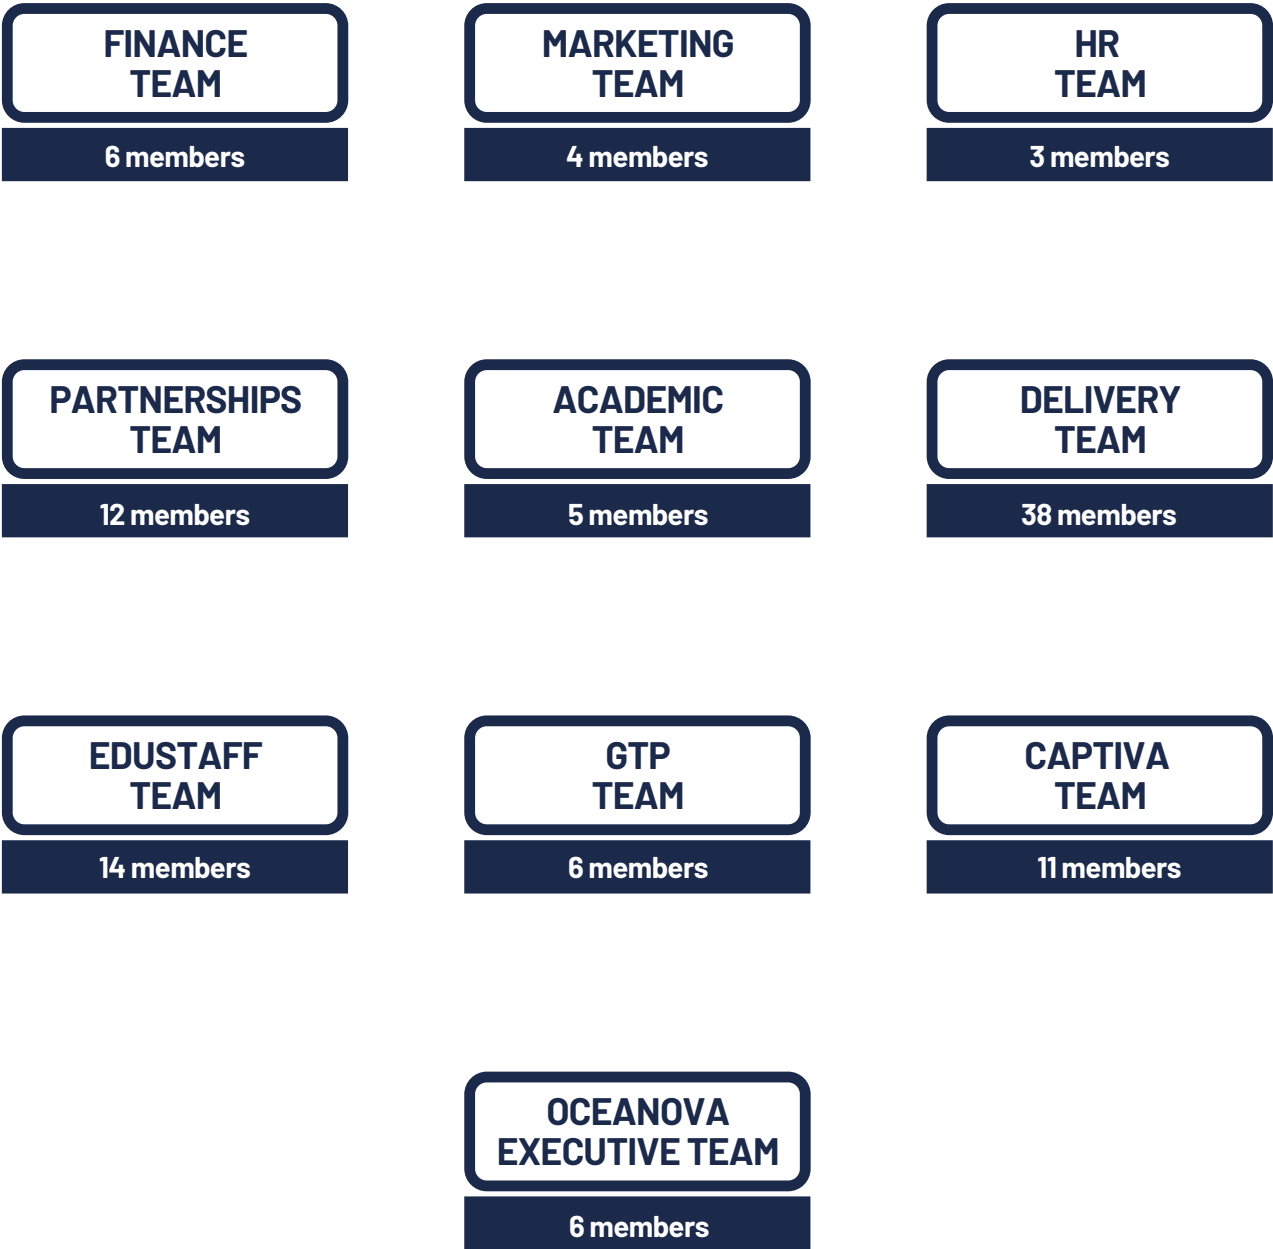 FINANCE
TEAM
6 members
MARKETING
TEAM
4 members
HR
TEAM
3 members
PARTNERSHIPS
TEAM
12 members
ACADEMIC
TEAM
5 members
DELIVERY
TEAM
38 members
EDUSTAFF
TEAM
14 members
GTP
TEAM
6 members
CAPTIVA
TEAM
11 members
OCEANOVA
EXECUTIVE TEAM
6 members